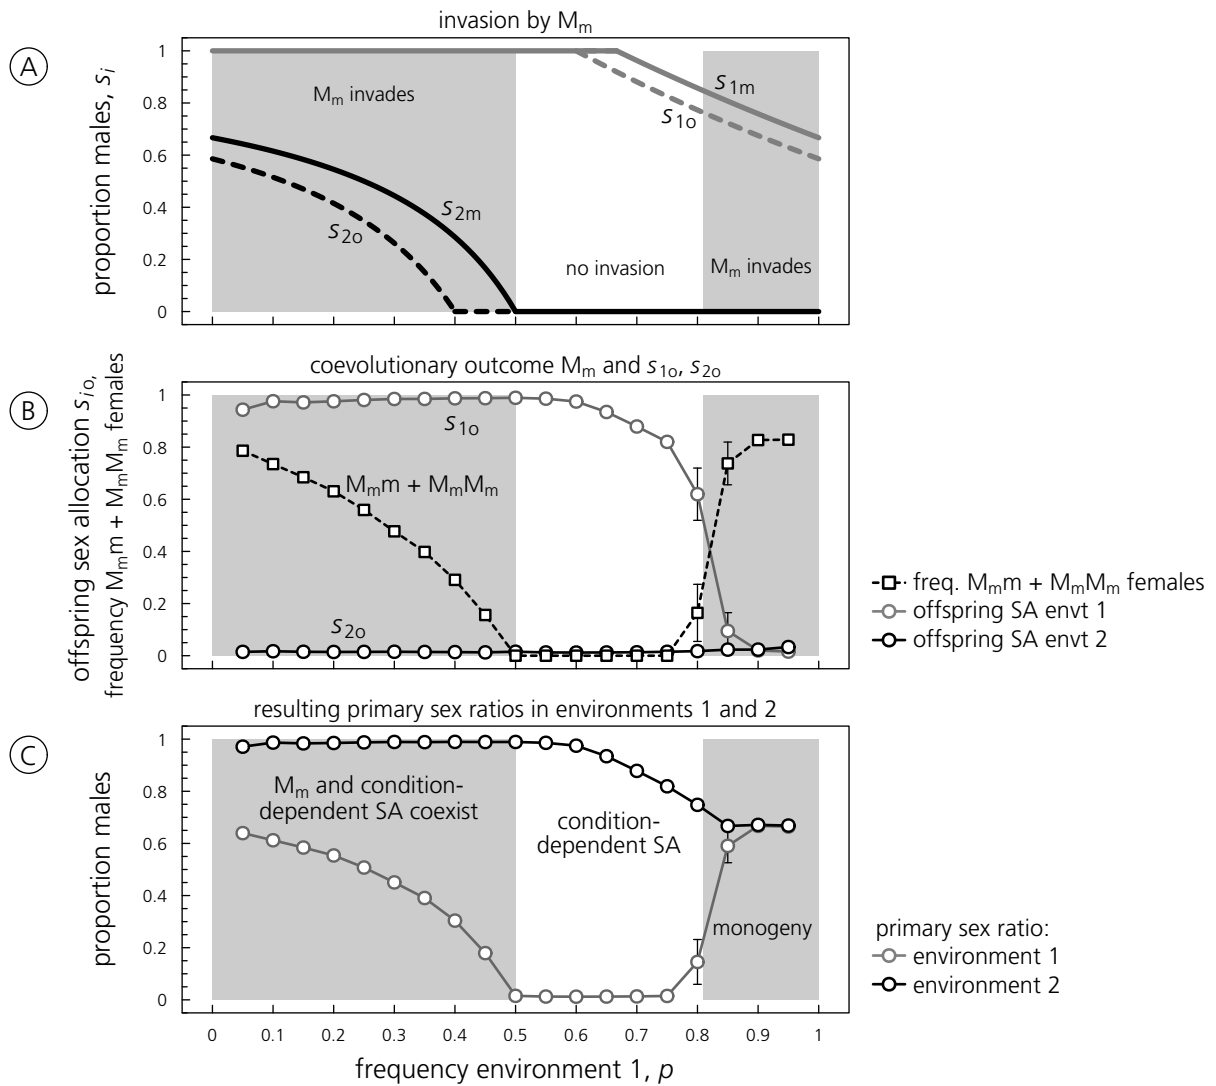 invasion by Mₘ
A
proportion males, sᵢ
1
0.8
0.6
0.4
0.2
0
Mₘ invades
s₁ₘ
s₁ₒ
s₂ₘ
s₂ₒ
no invasion
Mₘ invades
coevolutionary outcome Mₘ and s₁ₒ, s₂ₒ
B
offspring sex allocation sᵢₒ,
frequency Mₘm + MₘMₘ females
1
0.8
0.6
0.4
0.2
0
s₁ₒ
Mₘm + MₘMₘ
s₂ₒ
freq. Mₘm + MₘMₘ females
offspring SA envt 1
offspring SA envt 2
resulting primary sex ratios in environments 1 and 2
C
proportion males
1
0.8
0.6
0.4
0.2
0
Mₘ and condition-
dependent SA coexist
condition-
dependent SA
monogeny
primary sex ratio:
environment 1
environment 2
0 0.1 0.2 0.3 0.4 0.5 0.6 0.7 0.8 0.9 1
frequency environment 1, p